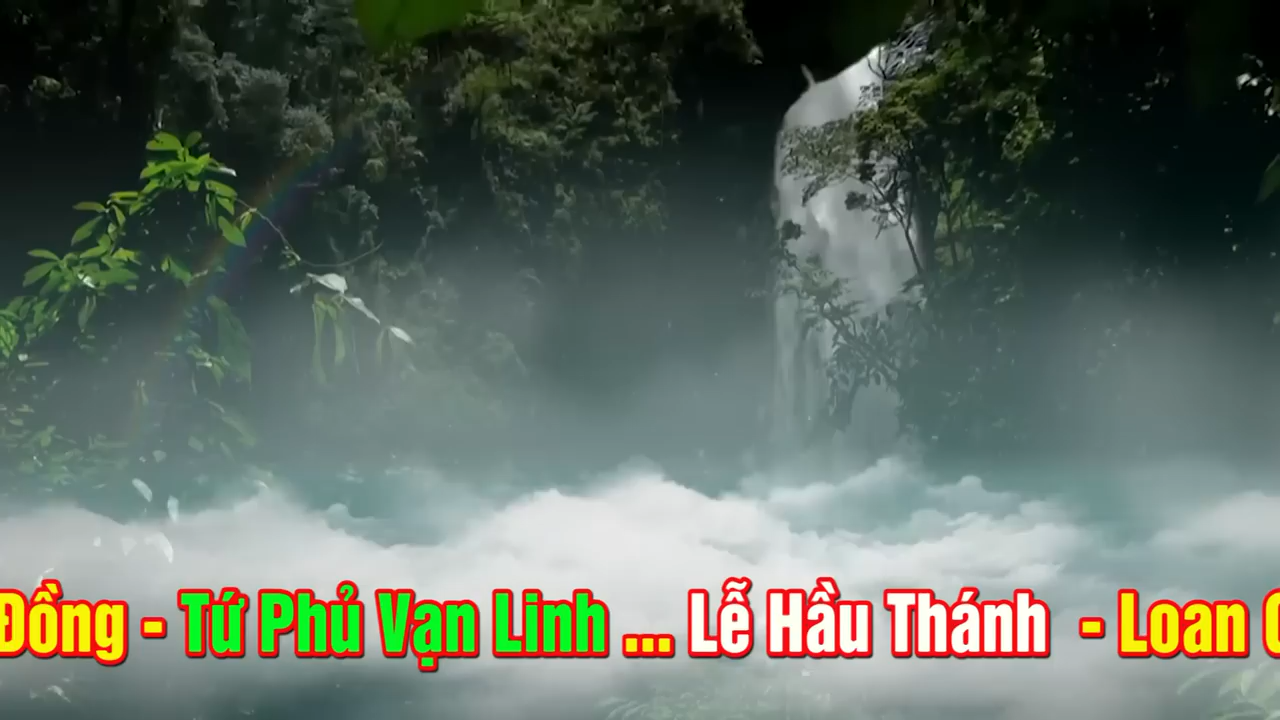 Đồng - Tứ Phủ Vạn Linh ... Lễ Hầu Thánh - Loan